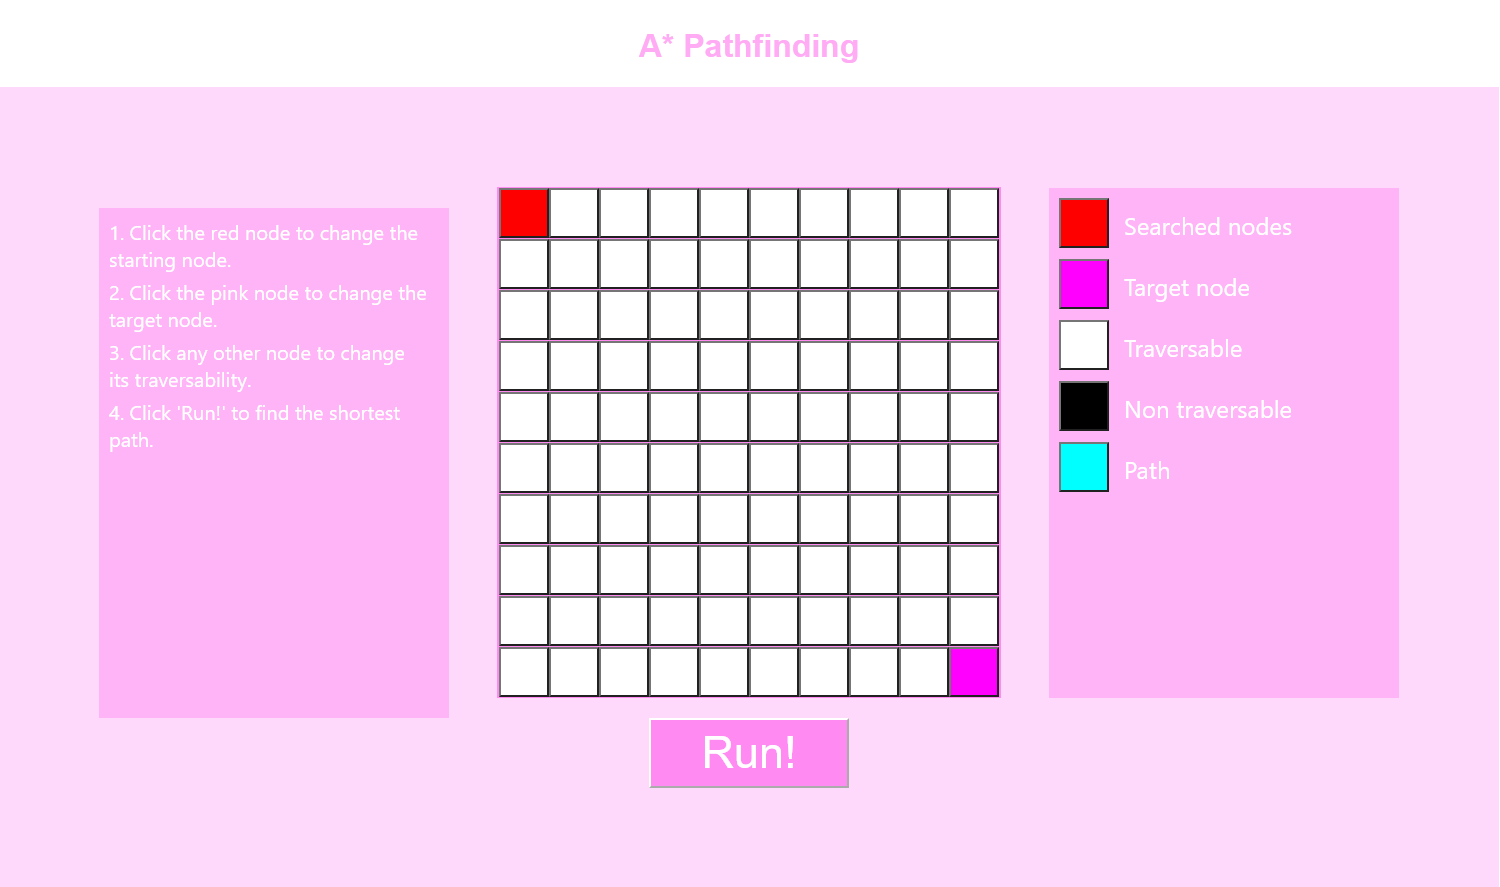 A* Pathfinding
1. Click the red node to change the
starting node.
2. Click the pink node to change the
target node.
3. Click any other node to change
its traversability.
4. Click 'Run!' to find the shortest
path.
Run!
Searched nodes
Target node
Traversable
Non traversable
Path